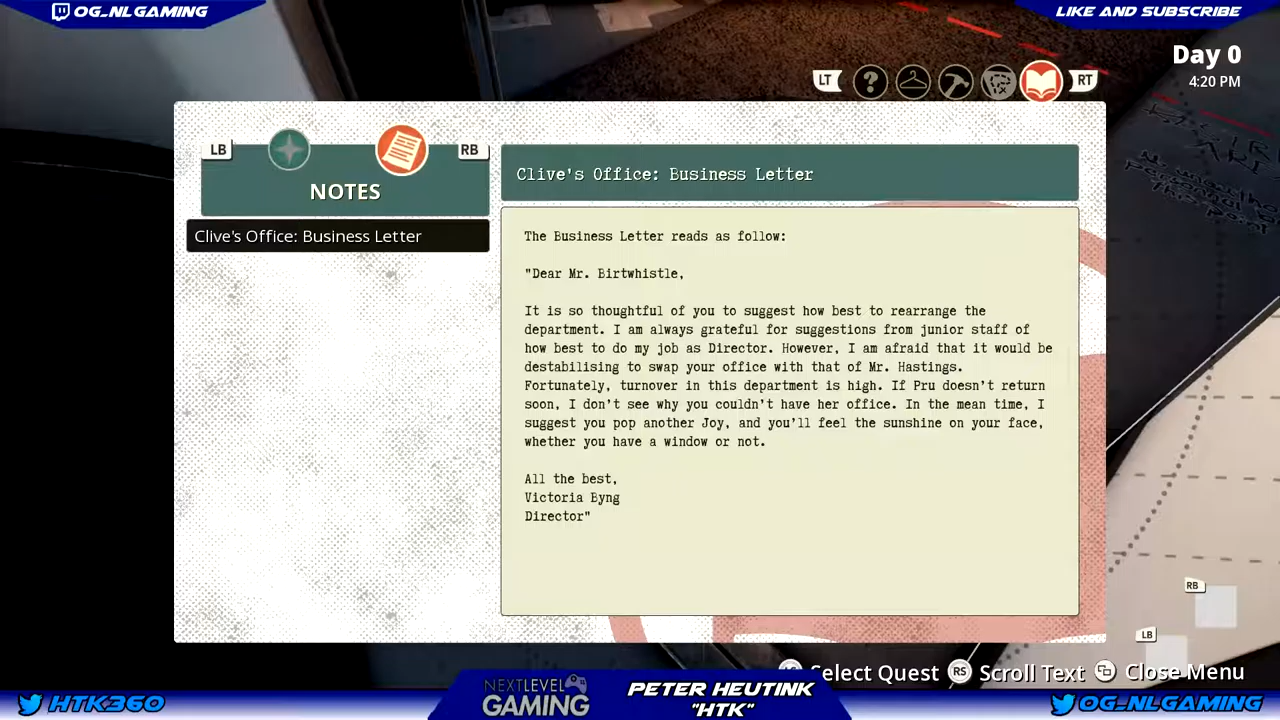 OG_NLGAMING
LIKE AND SUBSCRIBE
Day 0
4:20 PM
LT
?
RT
LB
RB
NOTES
Clive's Office: Business Letter
Clive's Office: Business Letter
The Business Letter reads as follow:
"Dear Mr. Birtwhistle,
It is so thoughtful of you to suggest how best to rearrange the
department. I am always grateful for suggestions from junior staff of
how best to do my job as Director. However, I am afraid that it would be
destabilising to swap your office with that of Mr. Hastings.
Fortunately, turnover in this department is high. If Pru doesn't return
soon, I don't see why you couldn't have her office. In the mean time, I
suggest you pop another Joy, and you'll feel the sunshine on your face,
whether you have a window or not.
All the best,
Victoria Byng
Director"
RB
LB
Select Quest
RS
Scroll Text
Close Menu
HTK360
NEXTLEVEL
GAMING
PETER HEUTINK
"HTK"
OG_NLGAMING